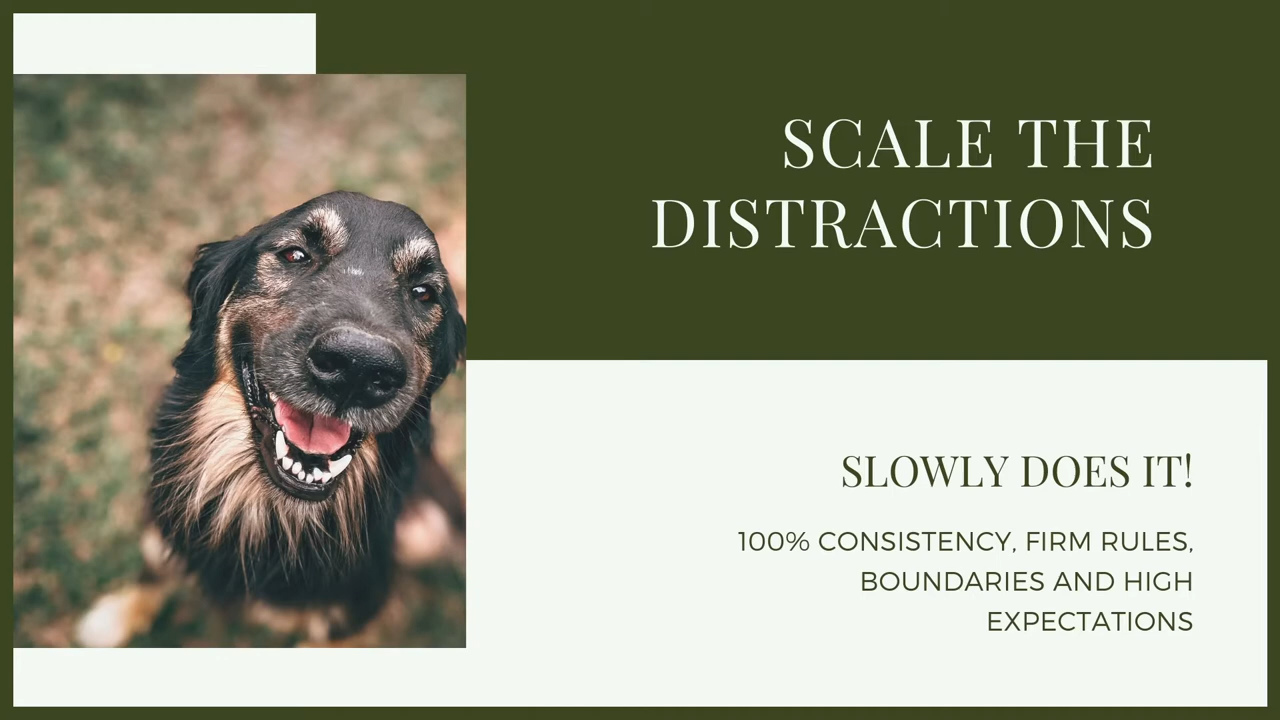 SCALE THE
DISTRACTIONS
SLOWLY DOES IT!
100% CONSISTENCY, FIRM RULES,
BOUNDARIES AND HIGH
EXPECTATIONS